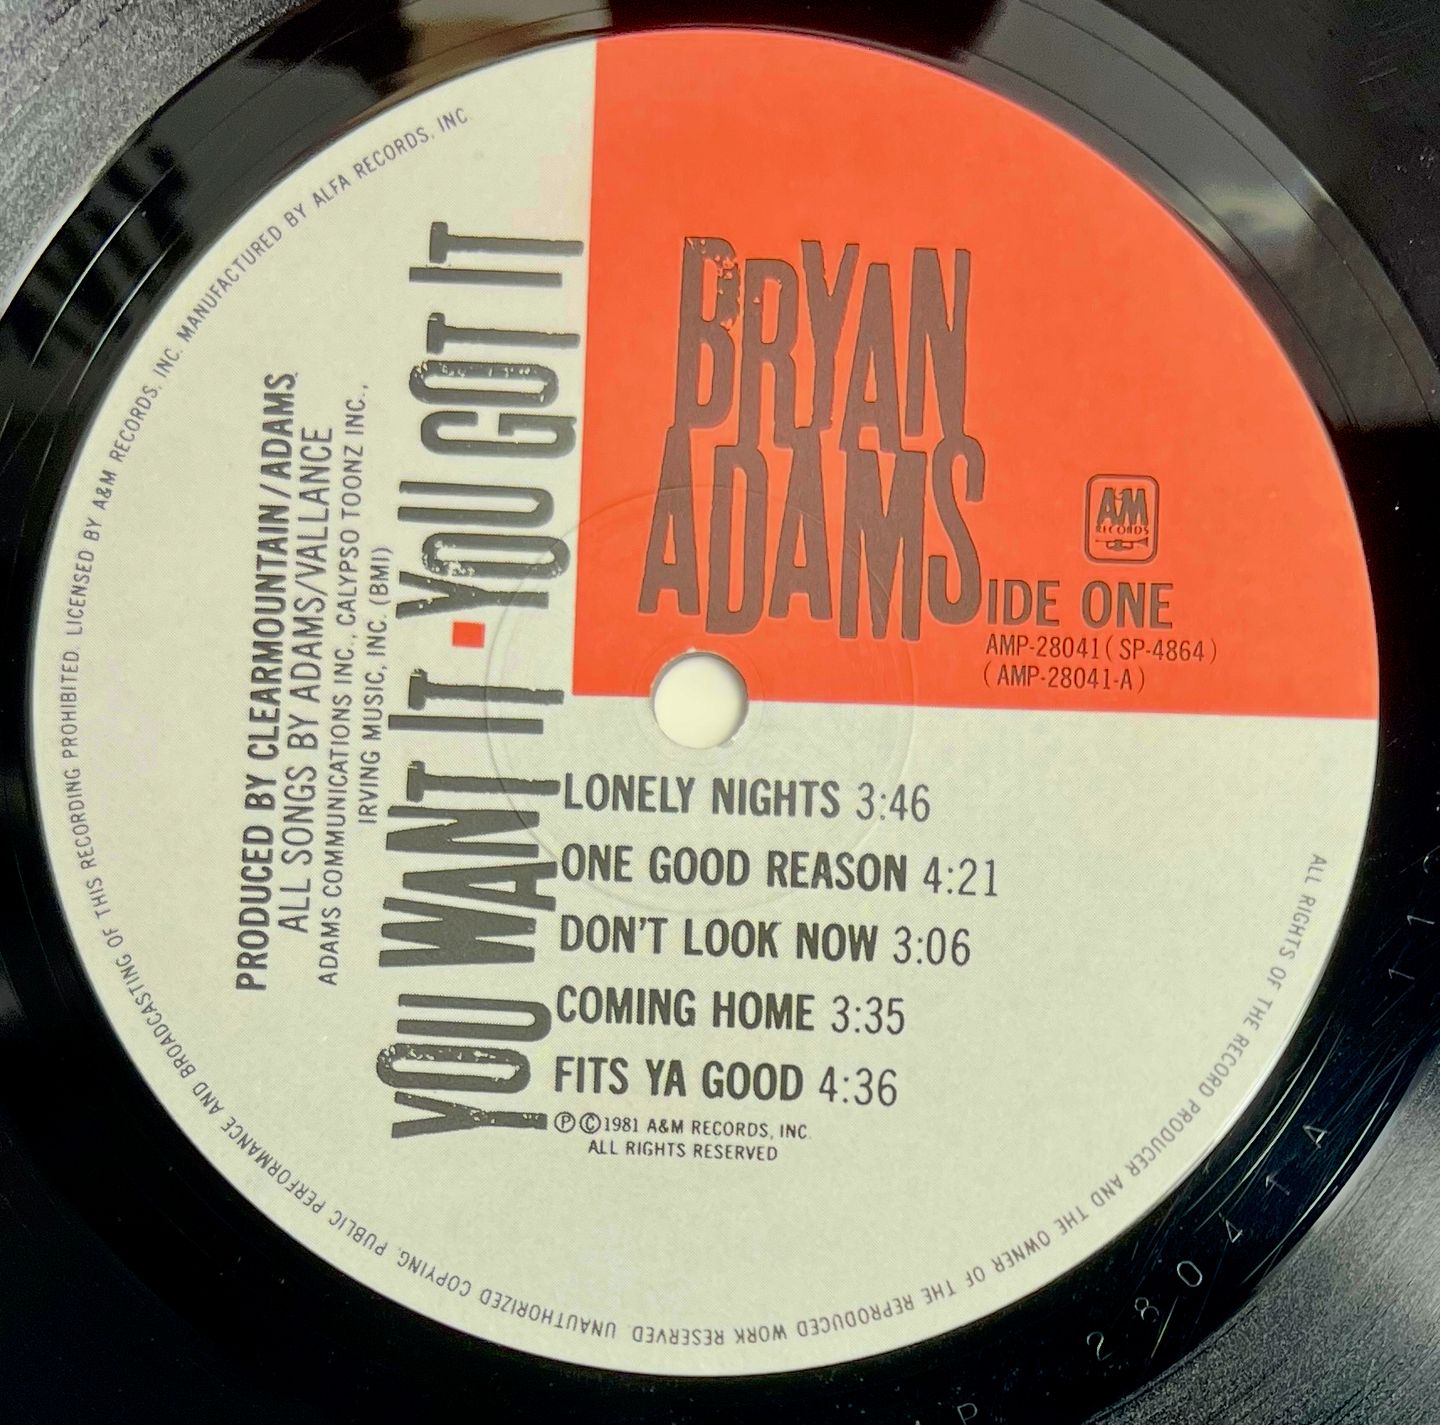 BRYAN
ADAMS
IDE ONE
A&M
RECORDS
AMP-28041 (SP-4864)
(AMP-28041-A)
YOU WANT IT · YOU GOT IT
PRODUCED BY CLEARMOUNTAIN/ADAMS
ALL SONGS BY ADAMS/VALLANCE
ADAMS COMMUNICATIONS INC., CALYPSO TOONZ INC.,
IRVING MUSIC, INC. (BMI)
LONELY NIGHTS 3:46
ONE GOOD REASON 4:21
DON'T LOOK NOW 3:06
COMING HOME 3:35
FITS YA GOOD 4:36
Ⓟ©1981 A&M RECORDS, INC.
ALL RIGHTS RESERVED
ALL RIGHTS OF THE RECORD PRODUCER AND THE OWNER OF THE REPRODUCED WORK RESERVED. UNAUTHORIZED COPYING, PUBLIC PERFORMANCE AND BROADCASTING OF THIS RECORDING PROHIBITED. LICENSED BY A&M RECORDS, INC. MANUFACTURED BY ALFA RECORDS, INC.